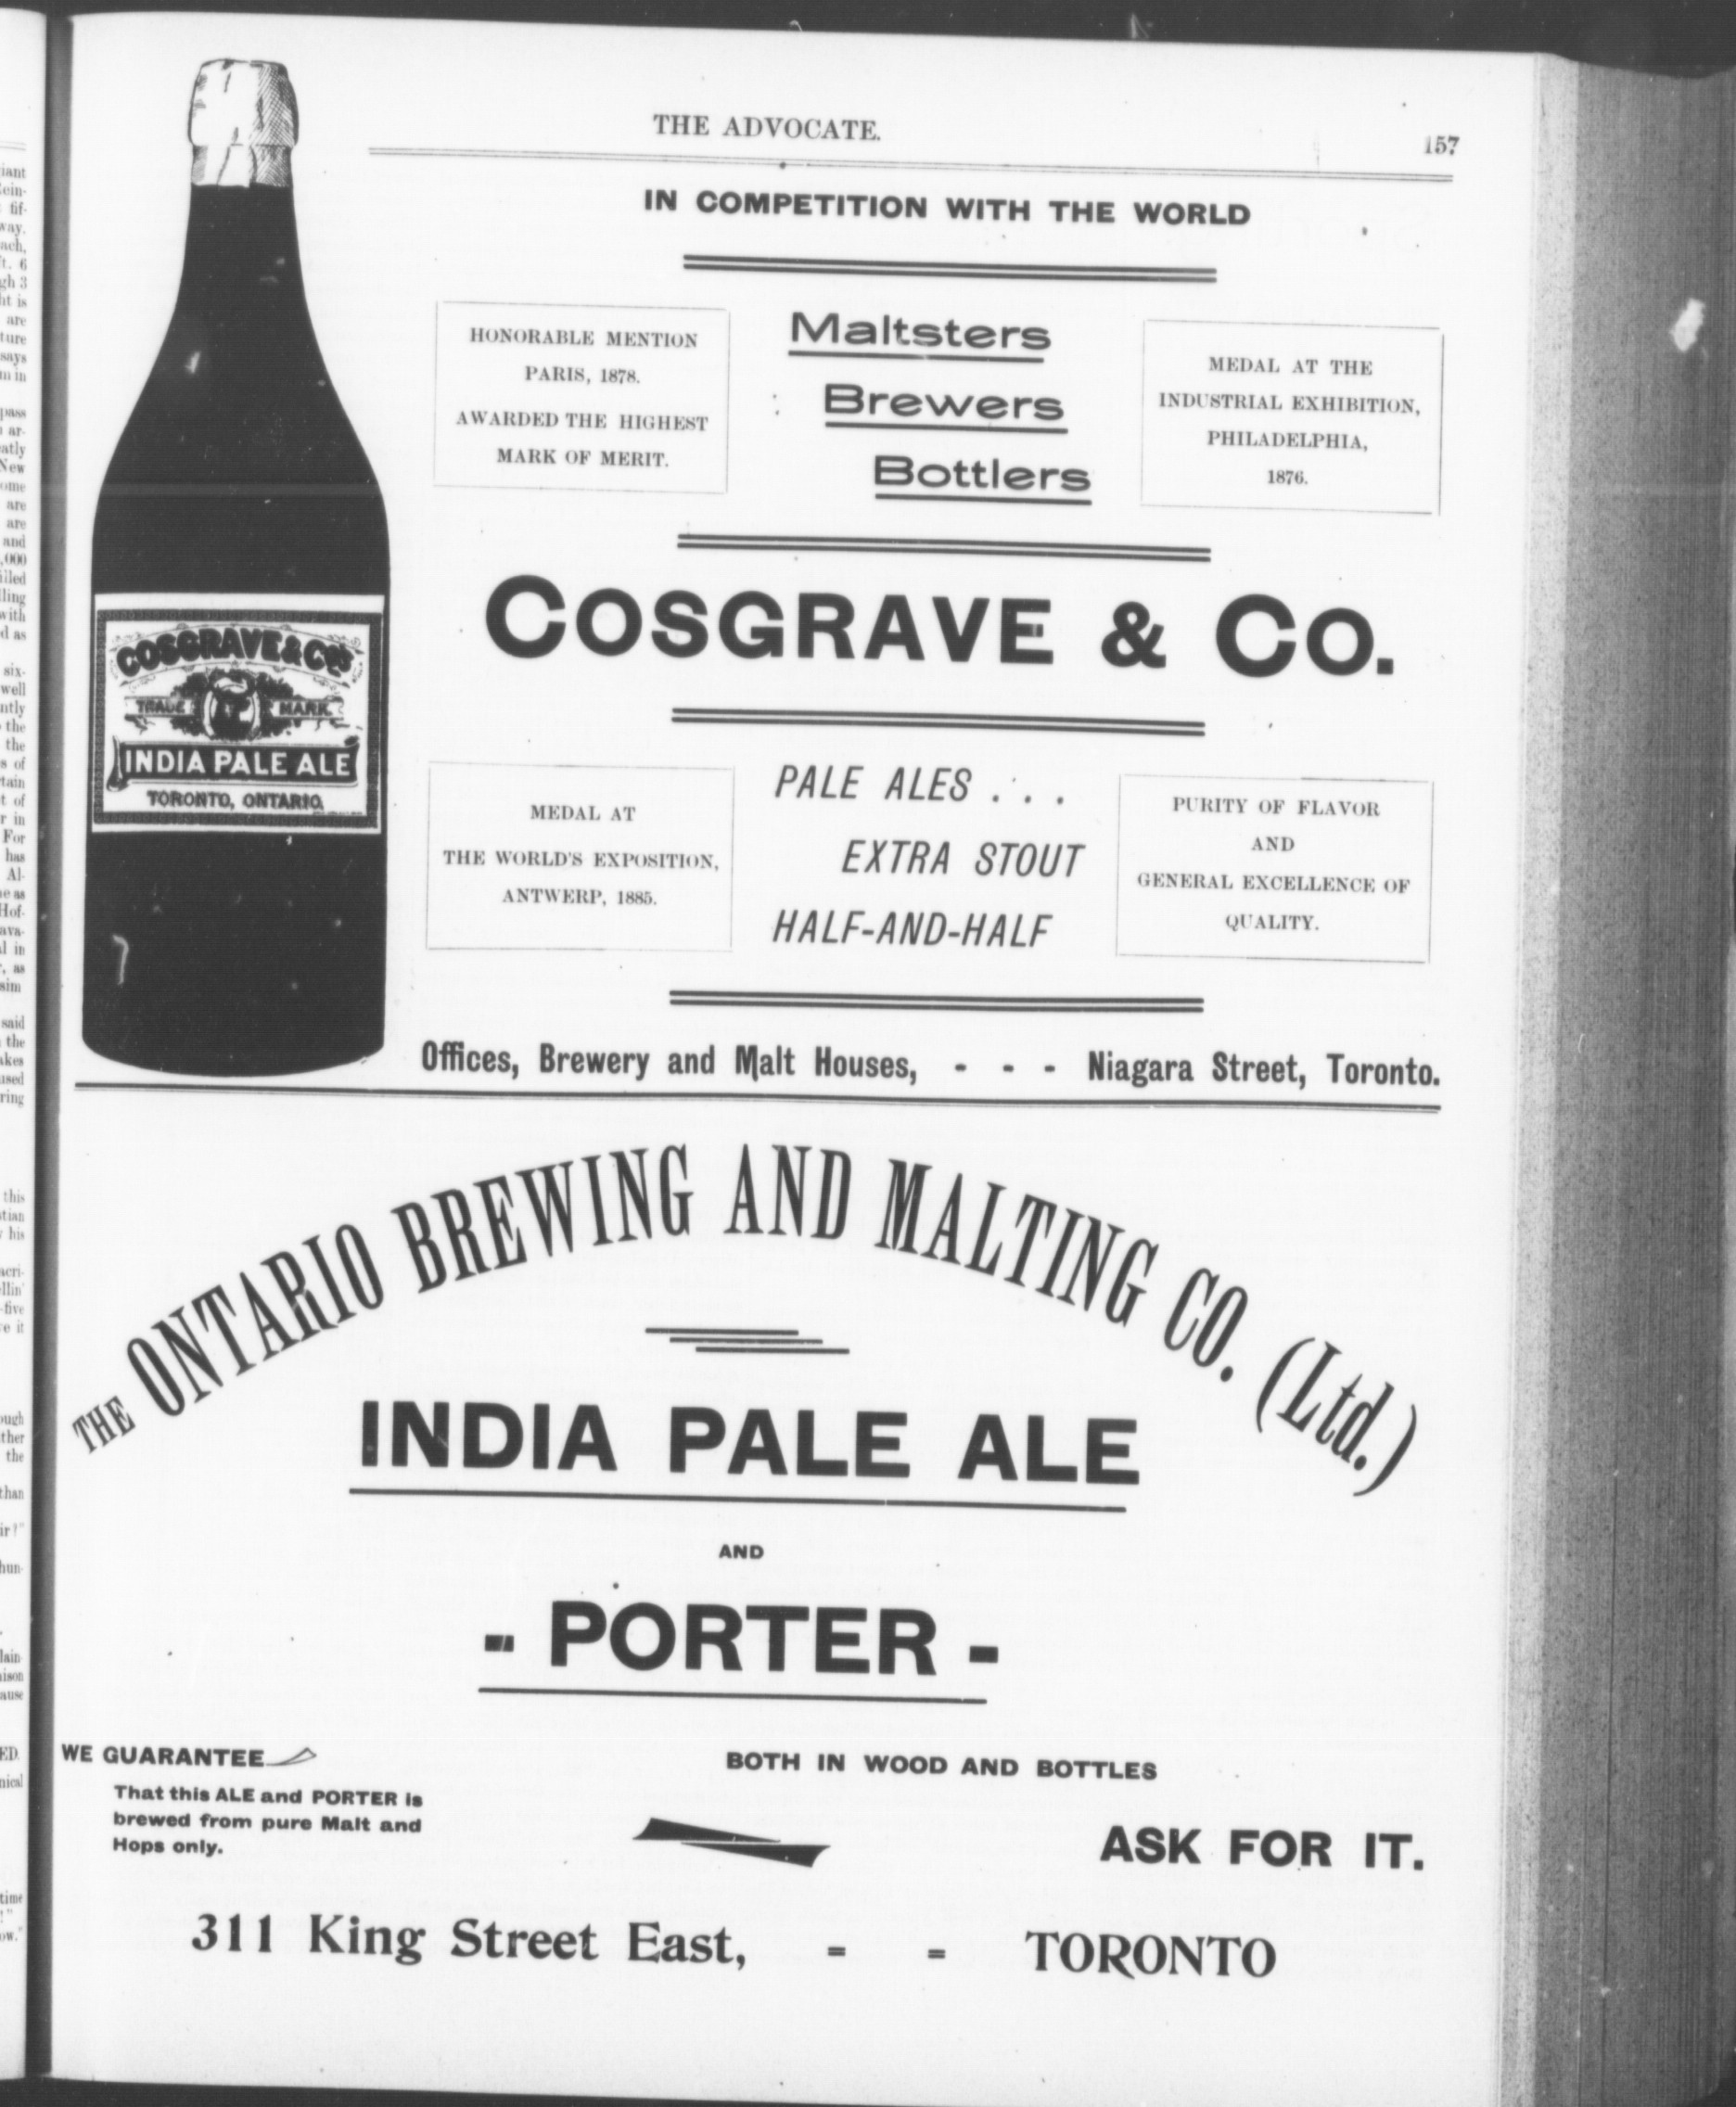 THE ADVOCATE.
157
IN COMPETITION WITH THE WORLD
HONORABLE MENTION
PARIS, 1878.
AWARDED THE HIGHEST
MARK OF MERIT.
Maltsters
Brewers
Bottlers
MEDAL AT THE
INDUSTRIAL EXHIBITION,
PHILADELPHIA,
1876.
COSGRAVE & CO.
COSGRAVE & CO'S
TRADE MARK.
INDIA PALE ALE
TORONTO, ONTARIO.
MEDAL AT
THE WORLD'S EXPOSITION,
ANTWERP, 1885.
PALE ALES . . .
EXTRA STOUT
HALF-AND-HALF
PURITY OF FLAVOR
AND
GENERAL EXCELLENCE OF
QUALITY.
Offices, Brewery and Malt Houses, - - - Niagara Street, Toronto.
THE ONTARIO BREWING AND MALTING CO. (Ltd.)
INDIA PALE ALE
AND
- PORTER -
WE GUARANTEE
That this ALE and PORTER is
brewed from pure Malt and
Hops only.
BOTH IN WOOD AND BOTTLES
ASK FOR IT.
311 King Street East, - - TORONTO